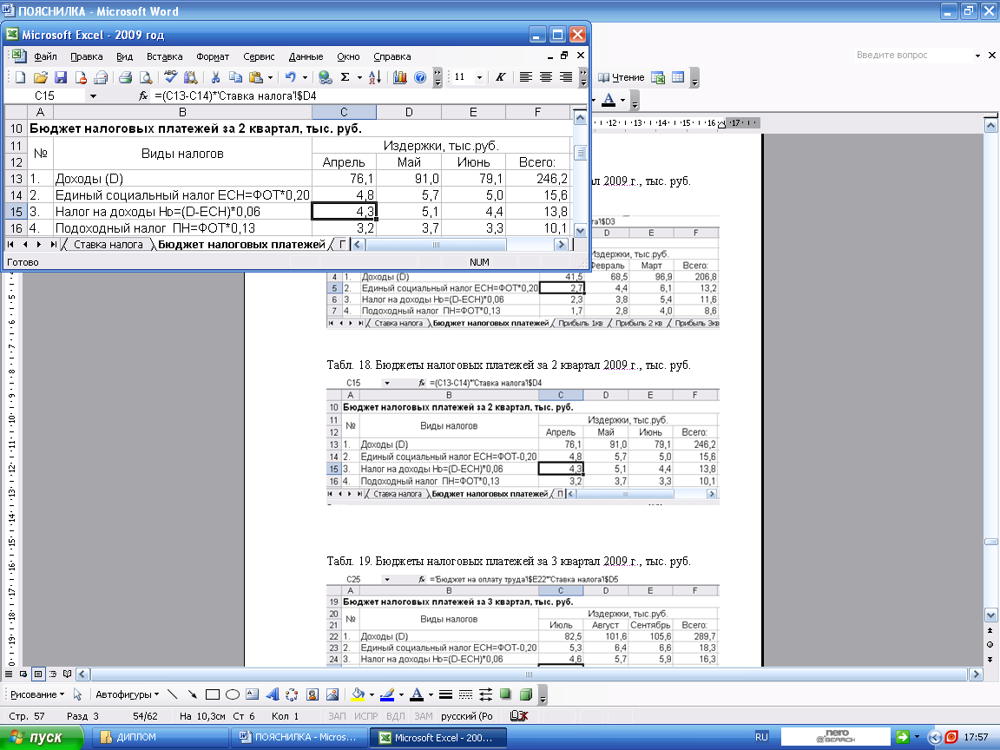 ПОЯСНИЛКА - Microsoft Word
Microsoft Excel - 2009 год
Файл Правка Вид Вставка Формат Сервис Данные Окно Справка
Введите вопрос
11 Ж Чтение
C15 fx =(C13-C14)*'Ставка налога'!$D4
A B C D E F
10 Бюджет налоговых платежей за 2 квартал, тыс. руб.
11 № Виды налогов Издержки, тыс.руб.
12 Апрель Май Июнь Всего:
13 1. Доходы (D) 76,1 91,0 79,1 246,2
14 2. Единый социальный налог ЕСН=ФОТ*0,20 4,8 5,7 5,0 15,6
15 3. Налог на доходы Нр=(D-ЕСН)*0,06 4,3 5,1 4,4 13,8
16 4. Подоходный налог ПН=ФОТ*0,13 3,2 3,7 3,3 10,1
Ставка налога Бюджет налоговых платежей П
Готово NUM
12 13 14 15 16 17
ал 2009 г., тыс. руб.
га'!$D3
D E F
Издержки, тыс.руб.
Февраль Март Всего:
4 1. Доходы (D) 41,5 68,5 96,9 206,8
5 2. Единый социальный налог ЕСН=ФОТ*0,20 2,7 4,4 6,1 13,2
6 3. Налог на доходы Нр=(D-ЕСН)*0,06 2,3 3,8 5,4 11,6
7 4. Подоходный налог ПН=ФОТ*0,13 1,7 2,8 4,0 8,6
Ставка налога Бюджет налоговых платежей Прибыль 1кв Прибыль 2 кв Прибыль 3кв
Табл. 18. Бюджеты налоговых платежей за 2 квартал 2009 г., тыс. руб.
C15 fx =(C13-C14)*'Ставка налога'!$D4
A B C D E F
10 Бюджет налоговых платежей за 2 квартал, тыс. руб.
11 № Виды налогов Издержки, тыс.руб.
12 Апрель Май Июнь Всего:
13 1. Доходы (D) 76,1 91,0 79,1 246,2
14 2. Единый социальный налог ЕСН=ФОТ-0,20 4,8 5,7 5,0 15,6
15 3. Налог на доходы Нр=(D-ЕСН)*0,06 4,3 5,1 4,4 13,8
16 4. Подоходный налог ПН=ФОТ*0,13 3,2 3,7 3,3 10,1
Ставка налога Бюджет налоговых платежей П
Табл. 19. Бюджеты налоговых платежей за 3 квартал 2009 г., тыс. руб.
C25 fx ='Бюджет на оплату труда'!$E22*'Ставка налога'!$D5
A B C D E F
19 Бюджет налоговых платежей за 3 квартал, тыс. руб.
20 № Виды налогов Издержки, тыс.руб.
21 Июль Август Сентябрь Всего:
22 1. Доходы (D) 82,5 101,6 105,6 289,7
23 2. Единый социальный налог ЕСН=ФОТ-0,20 5,3 6,4 6,6 18,3
24 3. Налог на доходы Нр=(D-ЕСН)*0,06 4,6 5,7 5,9 16,3
Рисование Автофигуры
Стр. 57 Разд 3 54/62 На 10,3см Ст 6 Кол 1 ЗАП ИСПР ВДЛ ЗАМ русский (Ро
пуск ДИПЛОМ ПОЯСНИЛКА - Micros... Microsoft Excel - 200... RU nero SEARCH 17:57